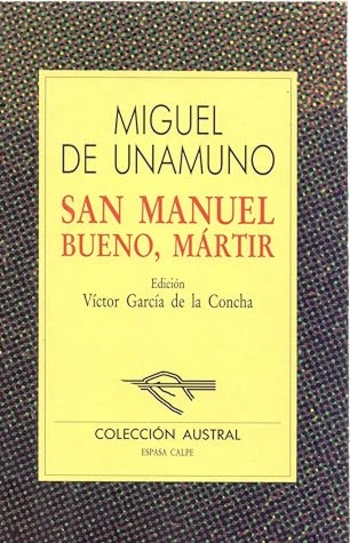 MIGUEL
DE UNAMUNO
SAN MANUEL
BUENO, MÁRTIR
Edición
Víctor García de la Concha
COLECCIÓN AUSTRAL
ESPASA CALPE